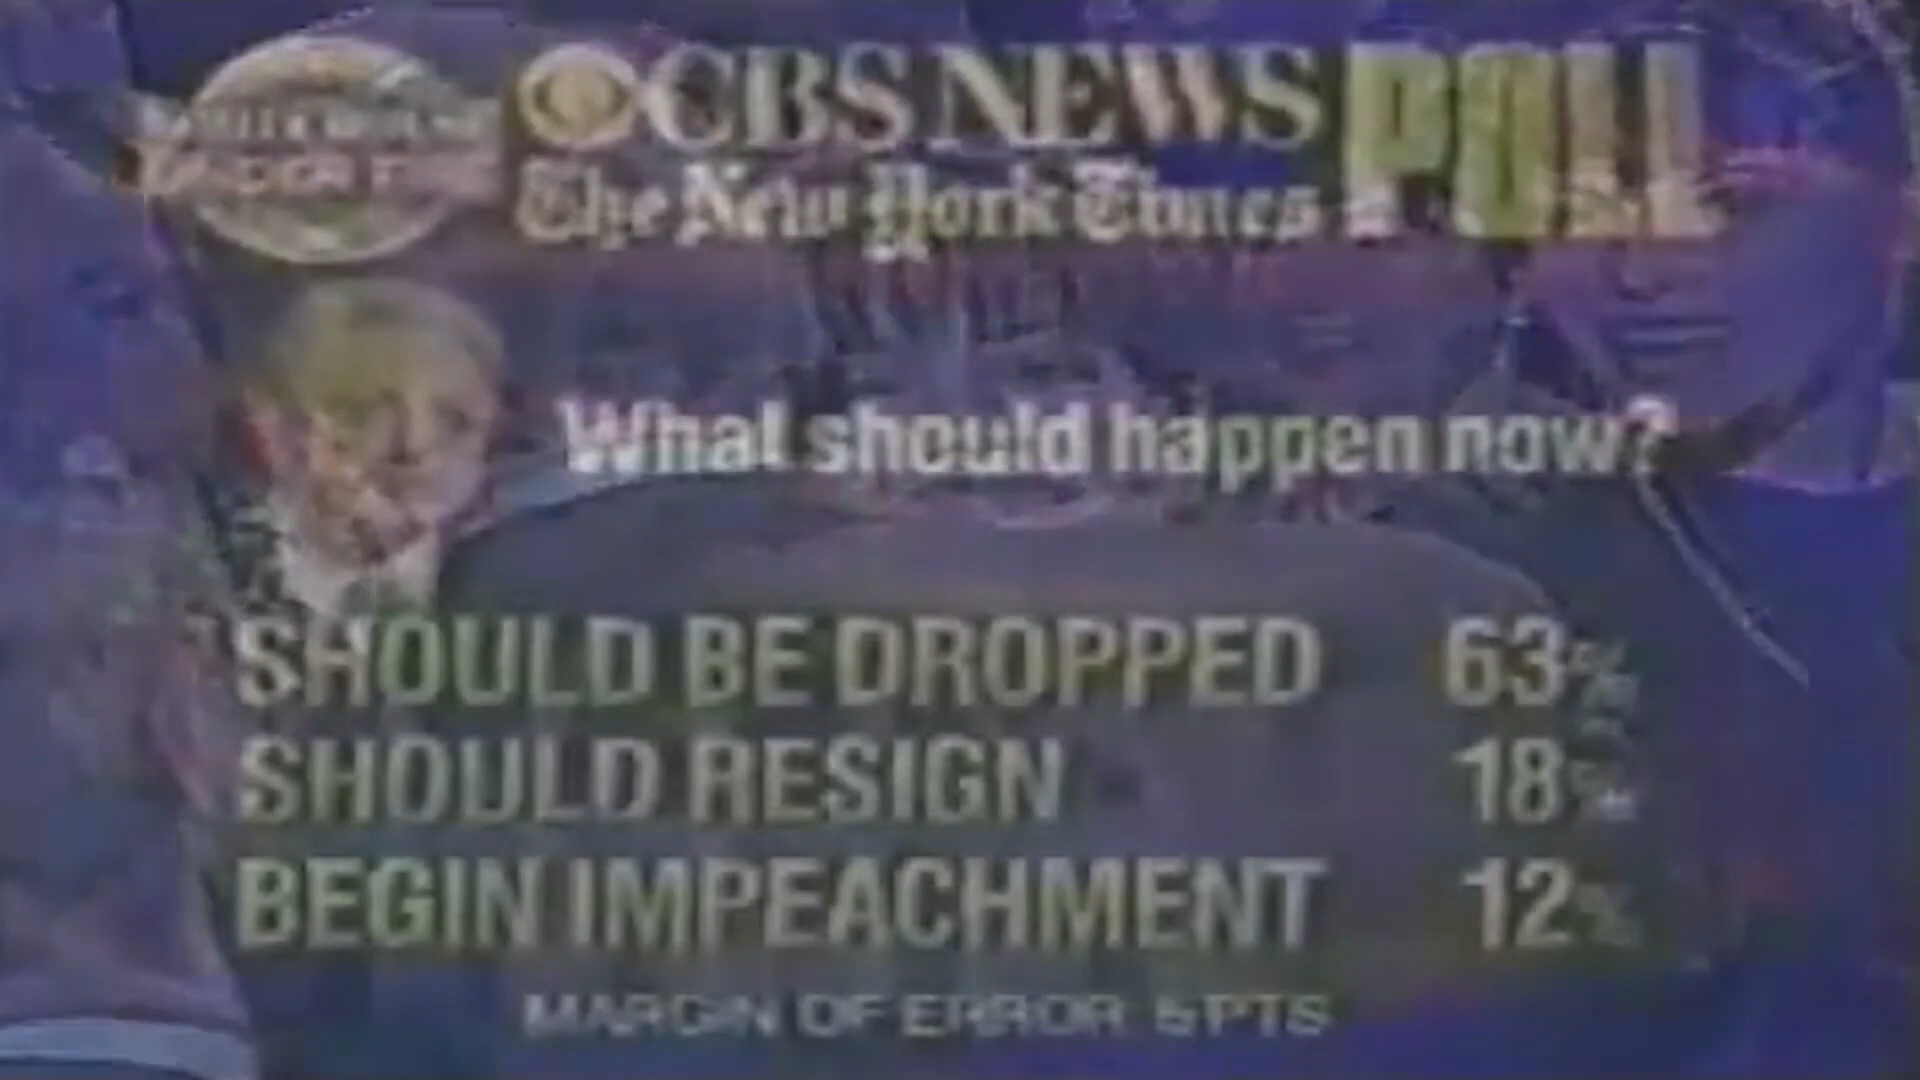 CBS NEWS POLL
The New York Times
What should happen now?
SHOULD BE DROPPED 63%
SHOULD RESIGN 18%
BEGIN IMPEACHMENT 12%
MARGIN OF ERROR PTS